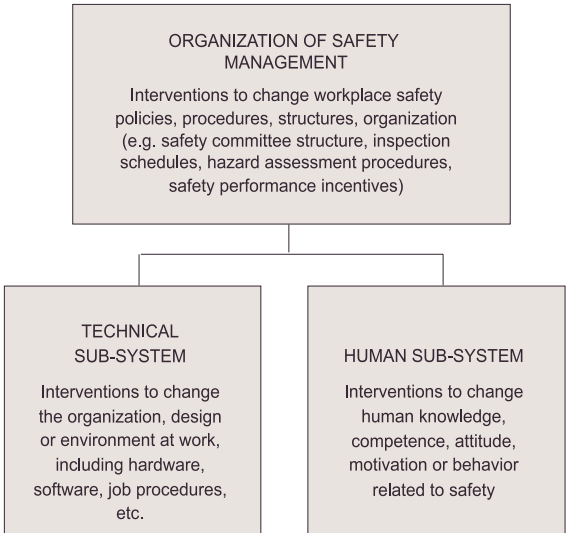 ORGANIZATION OF SAFETY
MANAGEMENT
Interventions to change workplace safety
policies, procedures, structures, organization
(e.g. safety committee structure, inspection
schedules, hazard assessment procedures,
safety performance incentives)
TECHNICAL
SUB-SYSTEM
Interventions to change
the organization, design
or environment at work,
including hardware,
software, job procedures,
etc.
HUMAN SUB-SYSTEM
Interventions to change
human knowledge,
competence, attitude,
motivation or behavior
related to safety